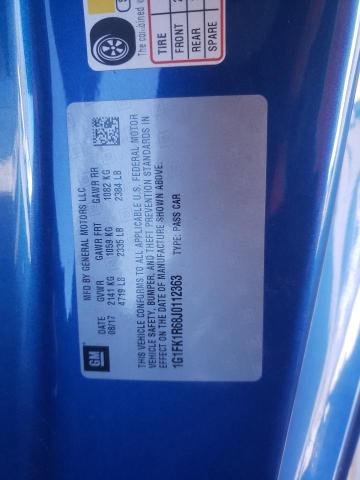 GM
MFD BY GENERAL MOTORS LLC
DATE GVWR GAWR FRT GAWR RR
08/17 2141 KG 1059 KG 1082 KG
4719 LB 2335 LB 2384 LB
THIS VEHICLE CONFORMS TO ALL APPLICABLE U.S. FEDERAL MOTOR
VEHICLE SAFETY, BUMPER, AND THEFT PREVENTION STANDARDS IN
EFFECT ON THE DATE OF MANUFACTURE SHOWN ABOVE.
TYPE: PASS CAR
1G1FK1R68J0112363
The combined
TIRE
FRONT
REAR
SPARE